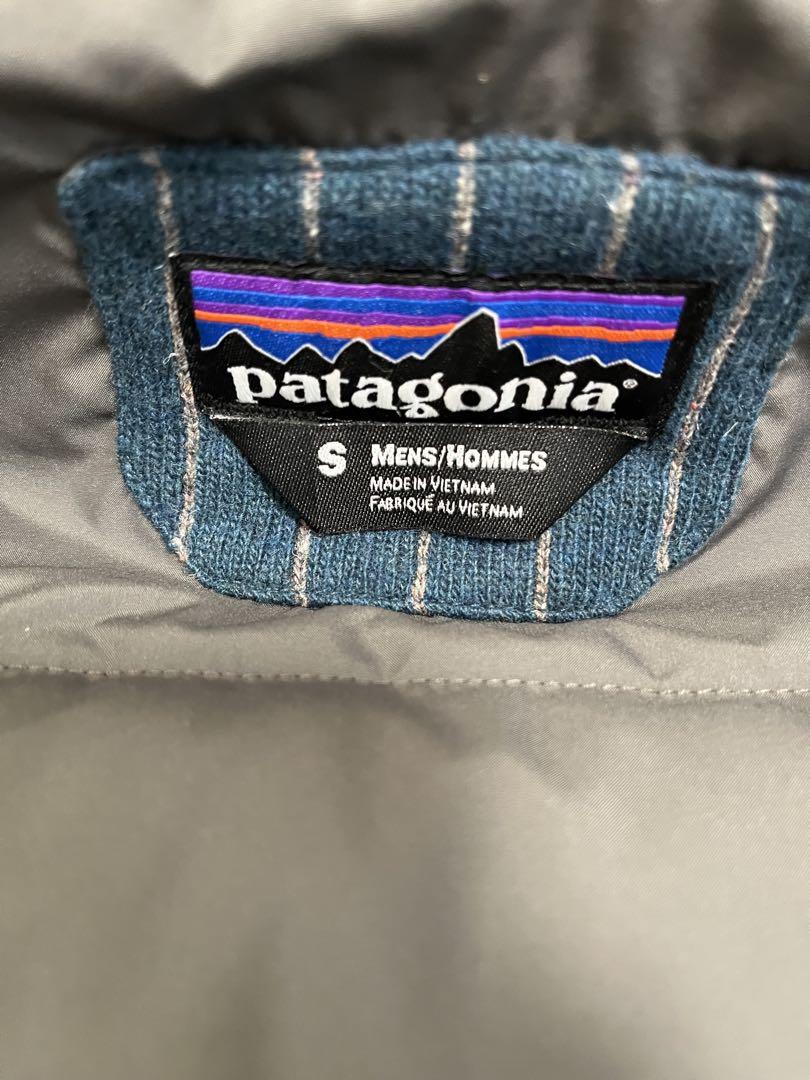 patagonia®
S MENS/HOMMES
MADE IN VIETNAM
FABRIQUÉ AU VIETNAM